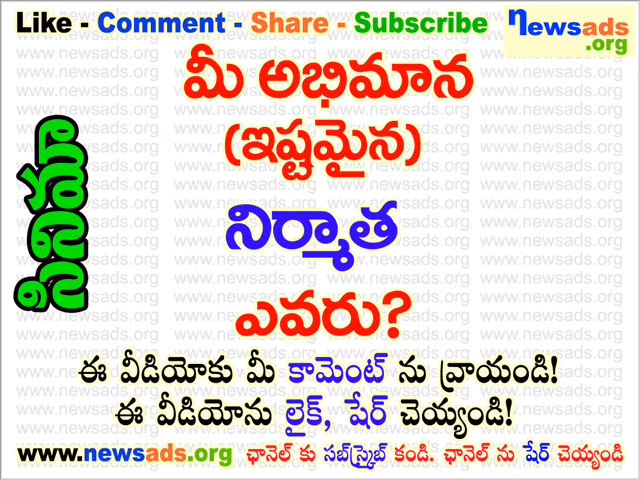 Like - Comment - Share - Subscribe
newsads
.org
మీ అభిమాన
(ఇష్టమైన)
సినిమా
నిర్మాత
ఎవరు?
ఈ వీడియోకు మీ కామెంట్ ను వ్రాయండి!
ఈ వీడియోను లైక్, షేర్ చెయ్యండి!
www.newsads.org ఛానెల్ కు సబ్‌స్క్రైబ్ కండి. ఛానెల్ ను షేర్ చెయ్యండి